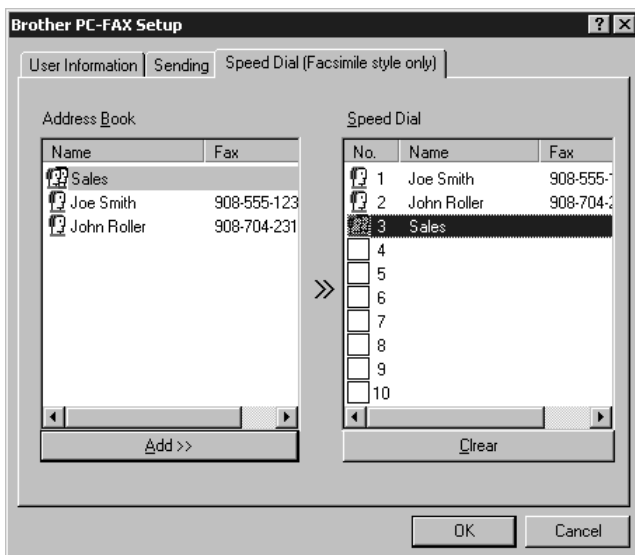 Brother PC-FAX Setup
User Information Sending Speed Dial (Facsimile style only)
Address Book Speed Dial
Name Fax No. Name Fax
Sales 1 Joe Smith 908-555-
Joe Smith 908-555-123 2 John Roller 908-704-
John Roller 908-704-231 3 Sales
4
5
6
7
8
9
10
Add >> Clrear
OK Cancel